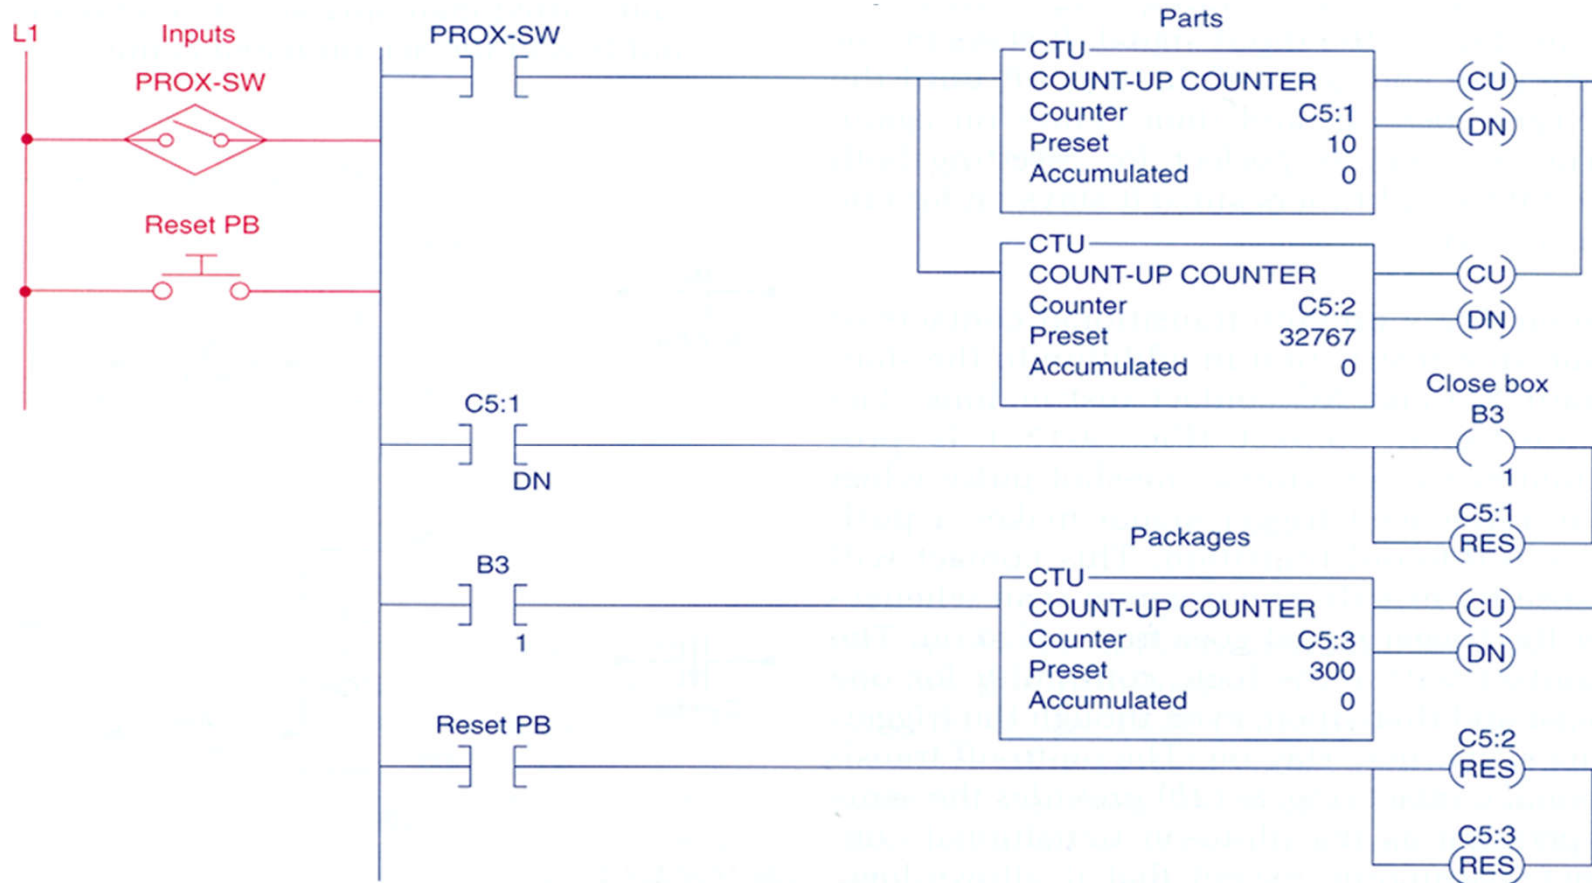 L1
Inputs
PROX-SW
Reset PB
PROX-SW
Parts
CTU
COUNT-UP COUNTER
Counter C5:1
Preset 10
Accumulated 0
CU
DN
CTU
COUNT-UP COUNTER
Counter C5:2
Preset 32767
Accumulated 0
CU
DN
C5:1
DN
Close box
B3
1
C5:1
RES
B3
1
Packages
CTU
COUNT-UP COUNTER
Counter C5:3
Preset 300
Accumulated 0
CU
DN
Reset PB
C5:2
RES
C5:3
RES